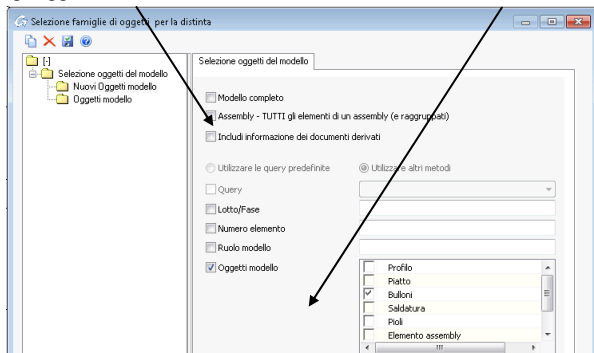 Selezione famiglie di oggetti per la distinta
[-]
Selezione oggetti del modello
Nuovi Oggetti modello
Oggetti modello
Selezione oggetti del modello
Modello completo
Assembly - TUTTI gli elementi di un assembly (e raggruppati)
Includi informazione dei documenti derivati
Utilizzare le query predefinite
Utilizzare altri metodi
Query
Lotto/Fase
Numero elemento
Ruolo modello
Oggetti modello
Profilo
Piatto
Bulloni
Saldatura
Pioli
Elemento assembly